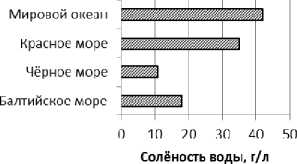 Мировой океан
Красное море
Чёрное море
Балтийское море
0 10 20 30 40 50
Солёность воды, г/л